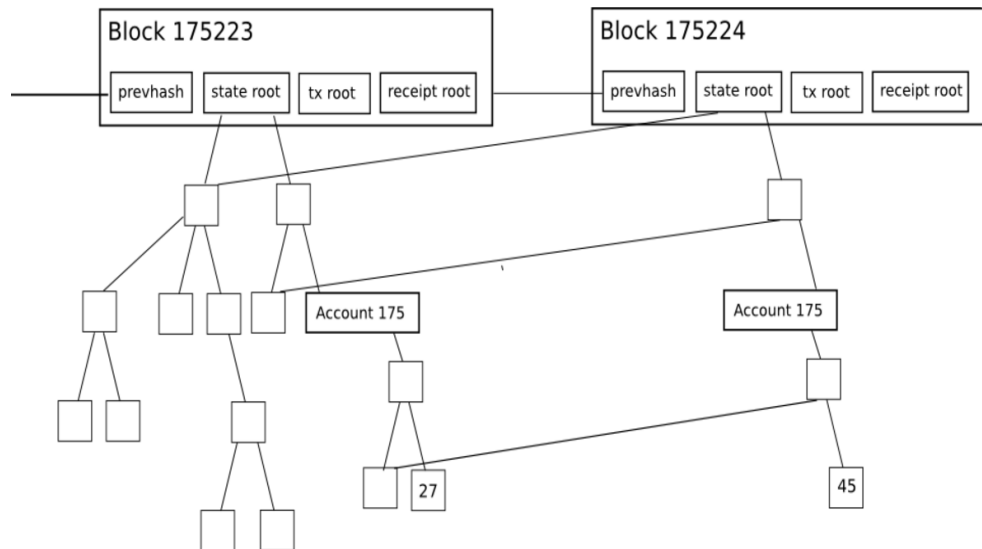 Block 175223
prevhash
state root
tx root
receipt root
Block 175224
prevhash
state root
tx root
receipt root
Account 175
27
Account 175
45